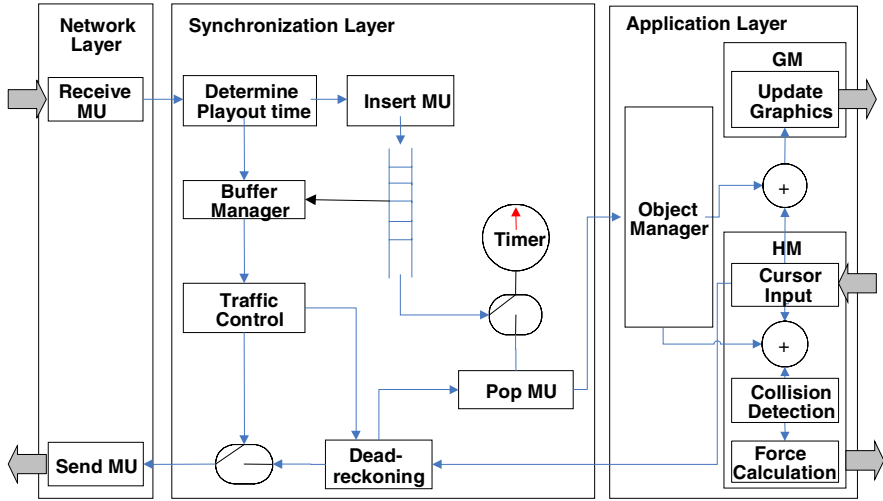 Network
Layer
Synchronization Layer
Application Layer
GM
Receive
MU
Determine
Playout time
Insert MU
Update
Graphics
Buffer
Manager
+
Timer
Object
Manager
HM
Cursor
Input
Traffic
Control
+
Pop MU
Collision
Detection
Send MU
Dead-
reckoning
Force
Calculation